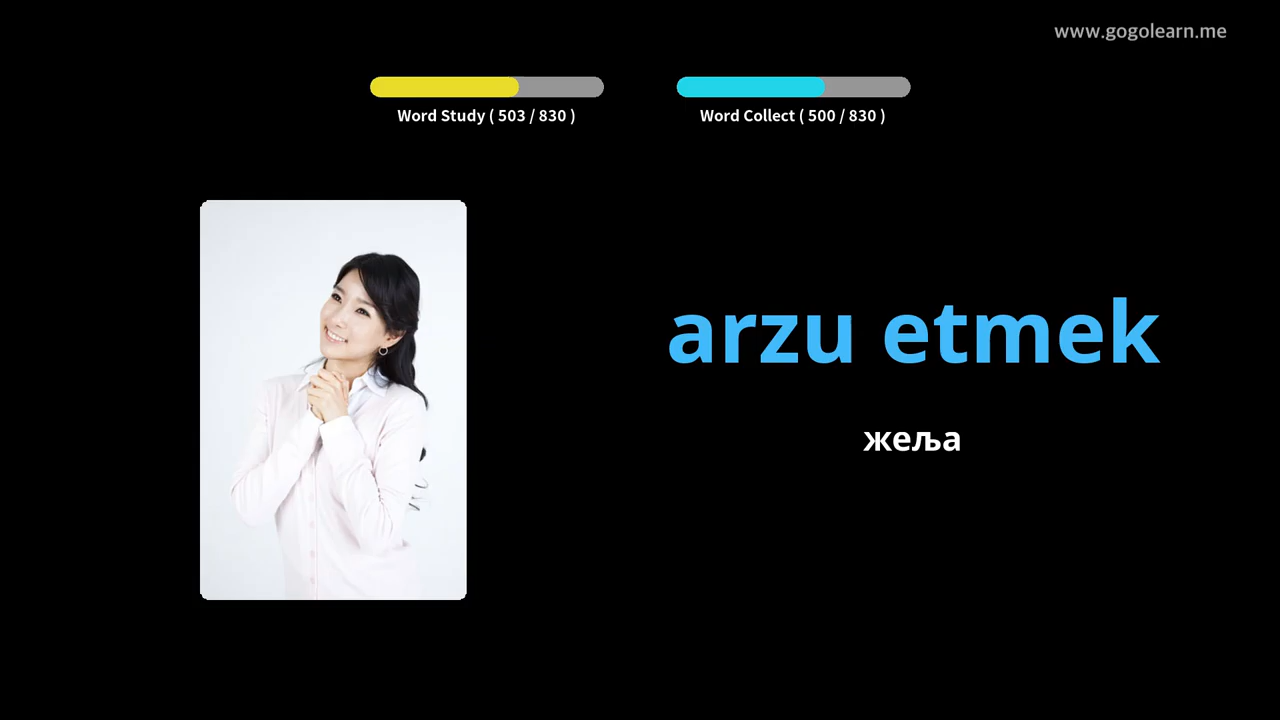 www.gogolearn.me
Word Study ( 503 / 830 )
Word Collect ( 500 / 830 )
arzu etmek
жеља